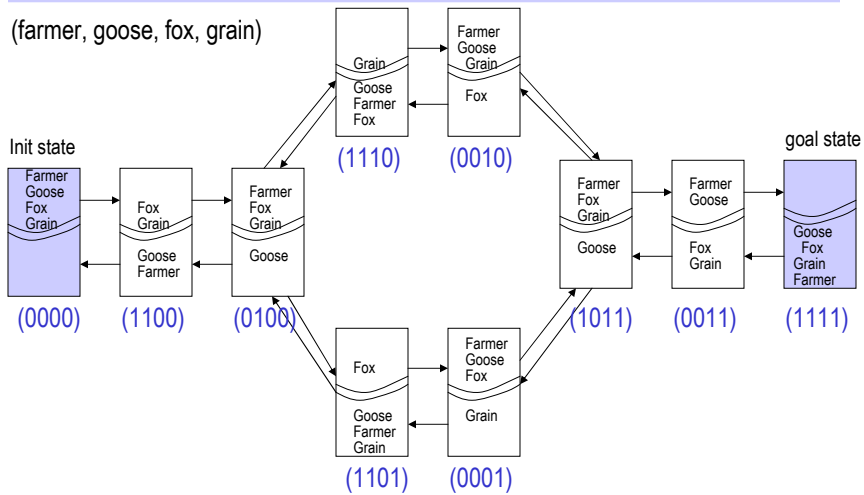 (farmer, goose, fox, grain)
Grain
Goose
Farmer
Fox
(1110)
Farmer
Goose
Grain
Fox
(0010)
Init state
Farmer
Goose
Fox
Grain
(0000)
Fox
Grain
Goose
Farmer
(1100)
Farmer
Fox
Grain
Goose
(0100)
Farmer
Fox
Grain
Goose
(1011)
Farmer
Goose
Fox
Grain
(0011)
goal state
Goose
Fox
Grain
Farmer
(1111)
Fox
Goose
Farmer
Grain
(1101)
Farmer
Goose
Fox
Grain
(0001)